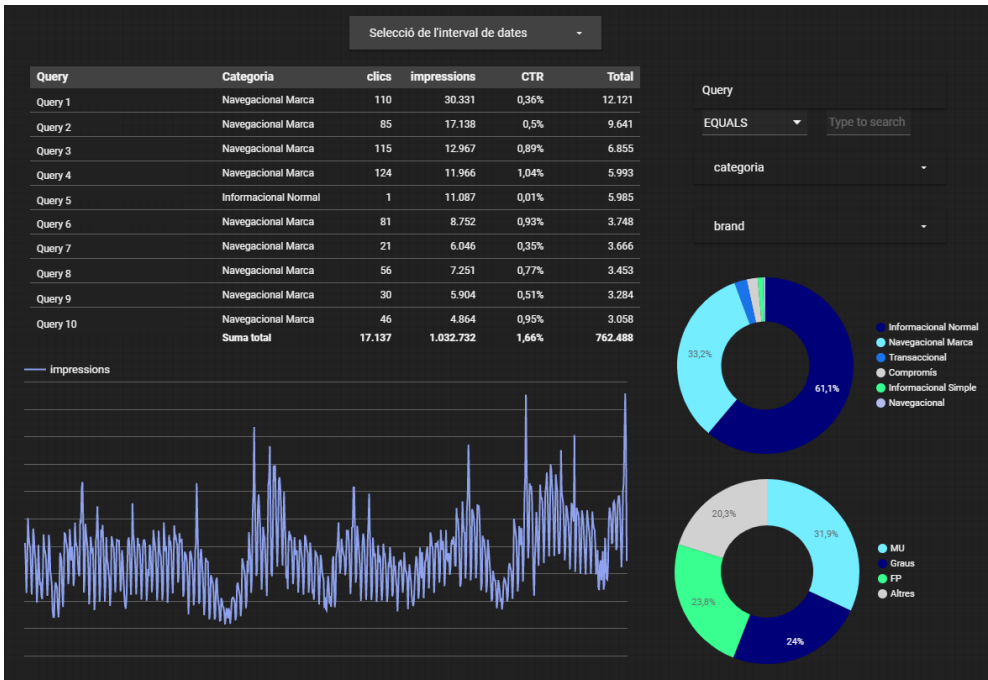 Selecció de l'interval de dates
Query Categoria clics impressions CTR Total
Query 1 Navegacional Marca 110 30.331 0,36% 12.121
Query 2 Navegacional Marca 85 17.138 0,5% 9.641
Query 3 Navegacional Marca 115 12.967 0,89% 6.855
Query 4 Navegacional Marca 124 11.966 1,04% 5.993
Query 5 Informacional Normal 1 11.087 0,01% 5.985
Query 6 Navegacional Marca 81 8.752 0,93% 3.748
Query 7 Navegacional Marca 21 6.046 0,35% 3.666
Query 8 Navegacional Marca 56 7.251 0,77% 3.453
Query 9 Navegacional Marca 30 5.904 0,51% 3.284
Query 10 Navegacional Marca 46 4.864 0,95% 3.058
Suma total 17.137 1.032.732 1,66% 762.488
impressions
Query
EQUALS Type to search
categoria
brand
33,2%
61,1%
Informacional Normal
Navegacional Marca
Transaccional
Compromís
Informacional Simple
Navegacional
20,3%
31,9%
23,8%
24%
MU
Graus
FP
Altres